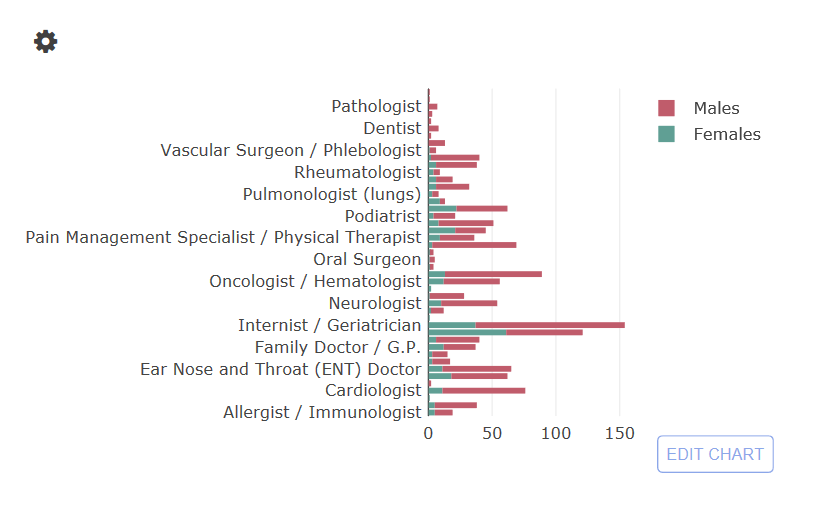 Pathologist
Males
Dentist
Females
Vascular Surgeon / Phlebologist
Rheumatologist
Pulmonologist (lungs)
Podiatrist
Pain Management Specialist / Physical Therapist
Oral Surgeon
Oncologist / Hematologist
Neurologist
Internist / Geriatrician
Family Doctor / G.P.
Ear Nose and Throat (ENT) Doctor
Cardiologist
Allergist / Immunologist
0 50 100 150
EDIT CHART